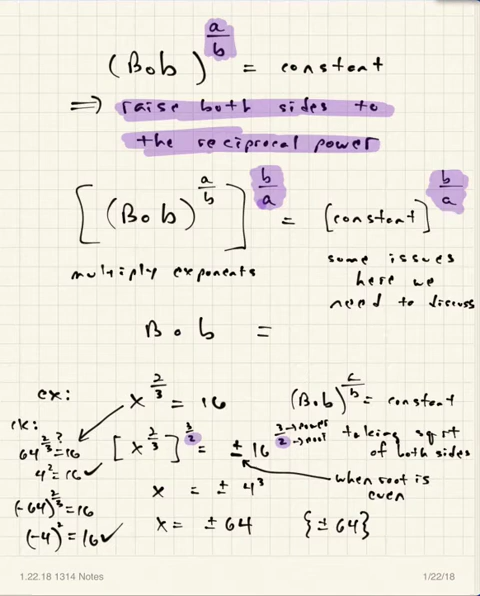 (Bob)^(a/b) = constant
⟹ raise both sides to
the reciprocal power
[(Bob)^(a/b)]^(b/a) = [constant]^(b/a)
multiply exponents
some issues
here we
need to discuss
Bob =
ex:
x^(2/3) = 16
(Bob)^(c/b) = constant
ck:
64^(2/3) ?= 16
4² = 16 ✓
(-64)^(2/3) = 16
(-4)² = 16 ✓
[x^(2/3)]^(3/2) = ± 16^(3/2)
3 → power
2 → root
taking sqrt
of both sides
when root is
even
x = ± 4³
x = ± 64
{± 64}
1.22.18 1314 Notes
1/22/18